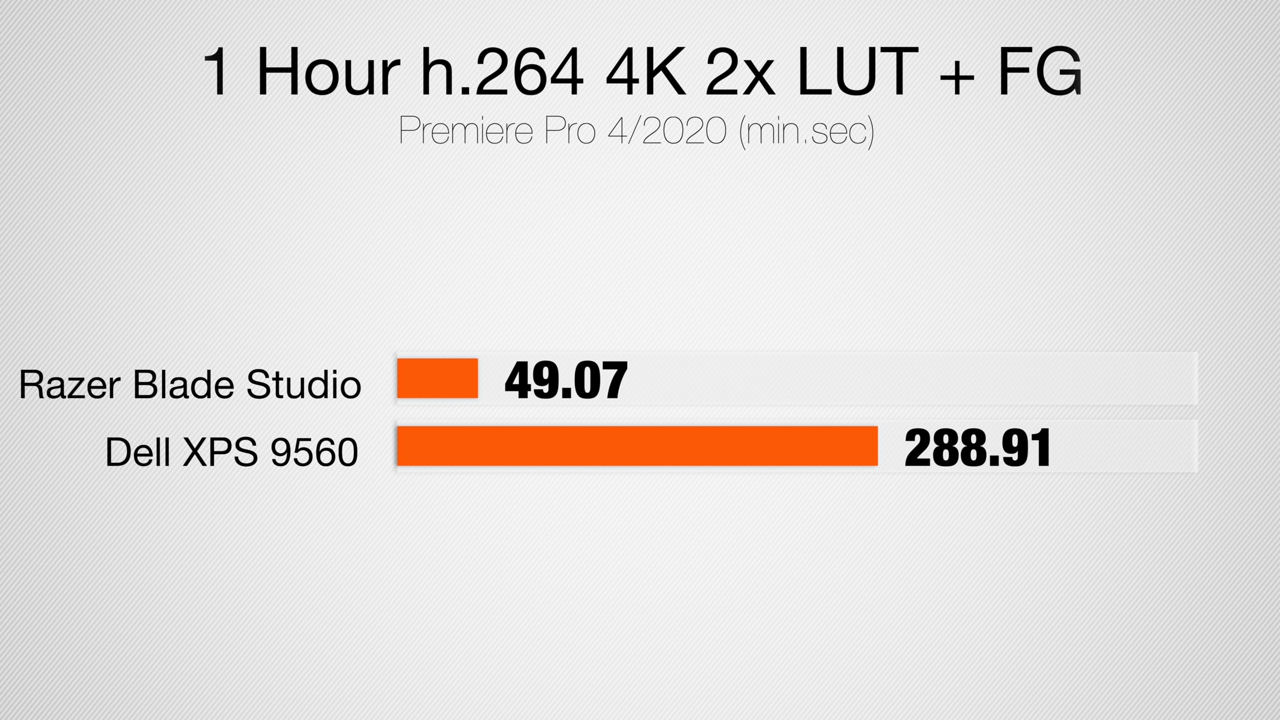 1 Hour h.264 4K 2x LUT + FG
Premiere Pro 4/2020 (min.sec)
Razer Blade Studio 49.07
Dell XPS 9560 288.91